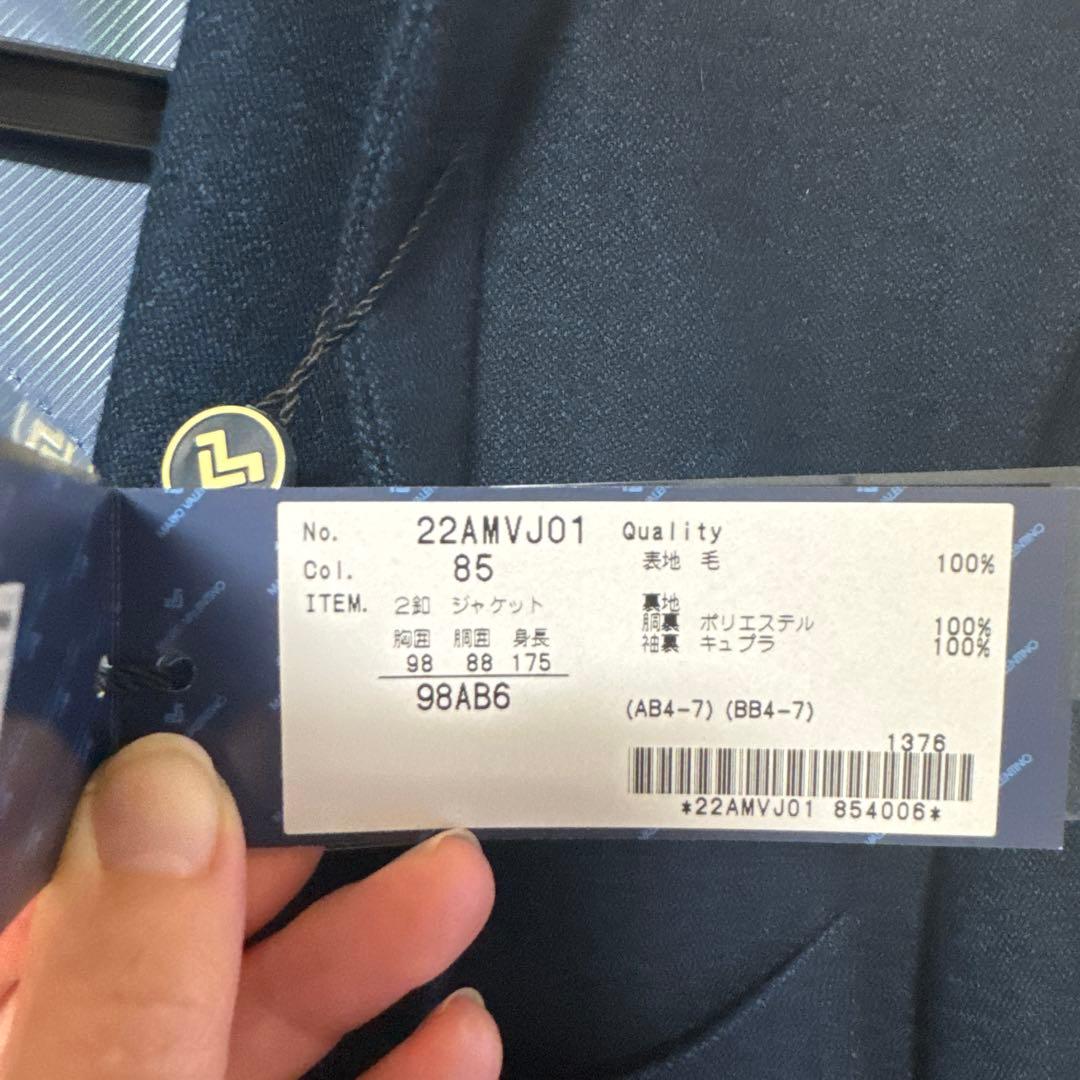 No. 22AMVJ01
Col. 85
ITEM. 2釦 ジャケット
胸囲 胴囲 身長
98 88 175
98AB6
Quality
表地 毛 100%
裏地
胴裏 ポリエステル 100%
袖裏 キュプラ 100%
(AB4-7) (BB4-7)
1376
*22AMVJ01 854006*